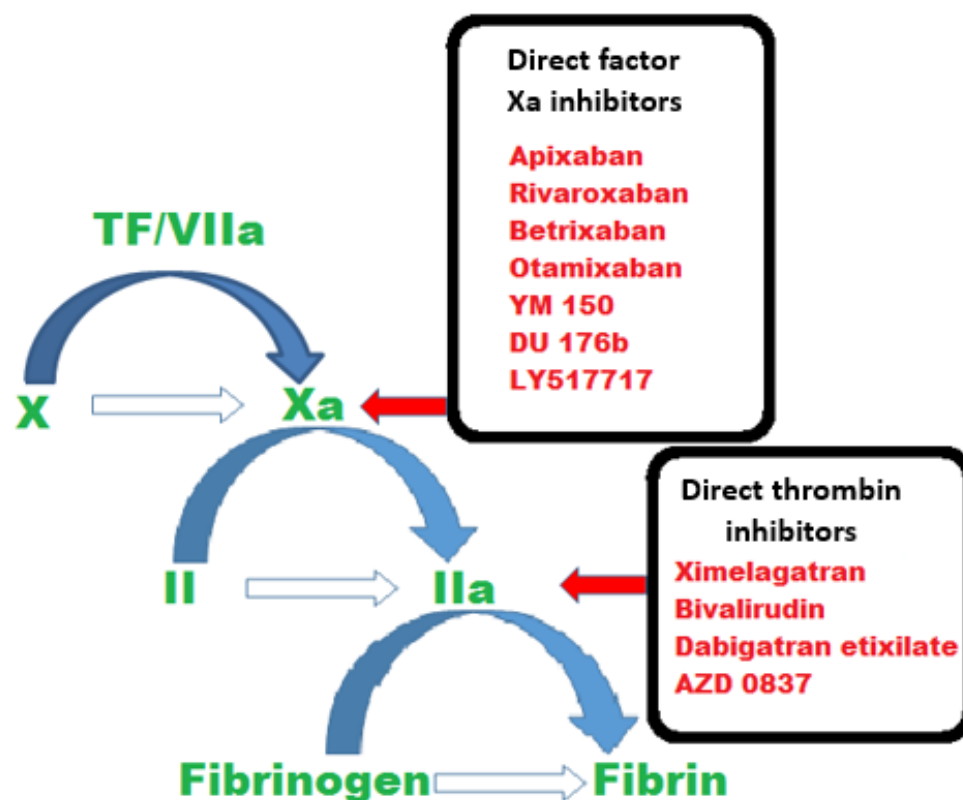 Direct factor
Xa inhibitors
Apixaban
Rivaroxaban
Betrixaban
Otamixaban
YM 150
DU 176b
LY517717
TF/VIIa
X
Xa
Direct thrombin
inhibitors
Ximelagatran
Bivalirudin
Dabigatran etixilate
AZD 0837
II
IIa
Fibrinogen
Fibrin